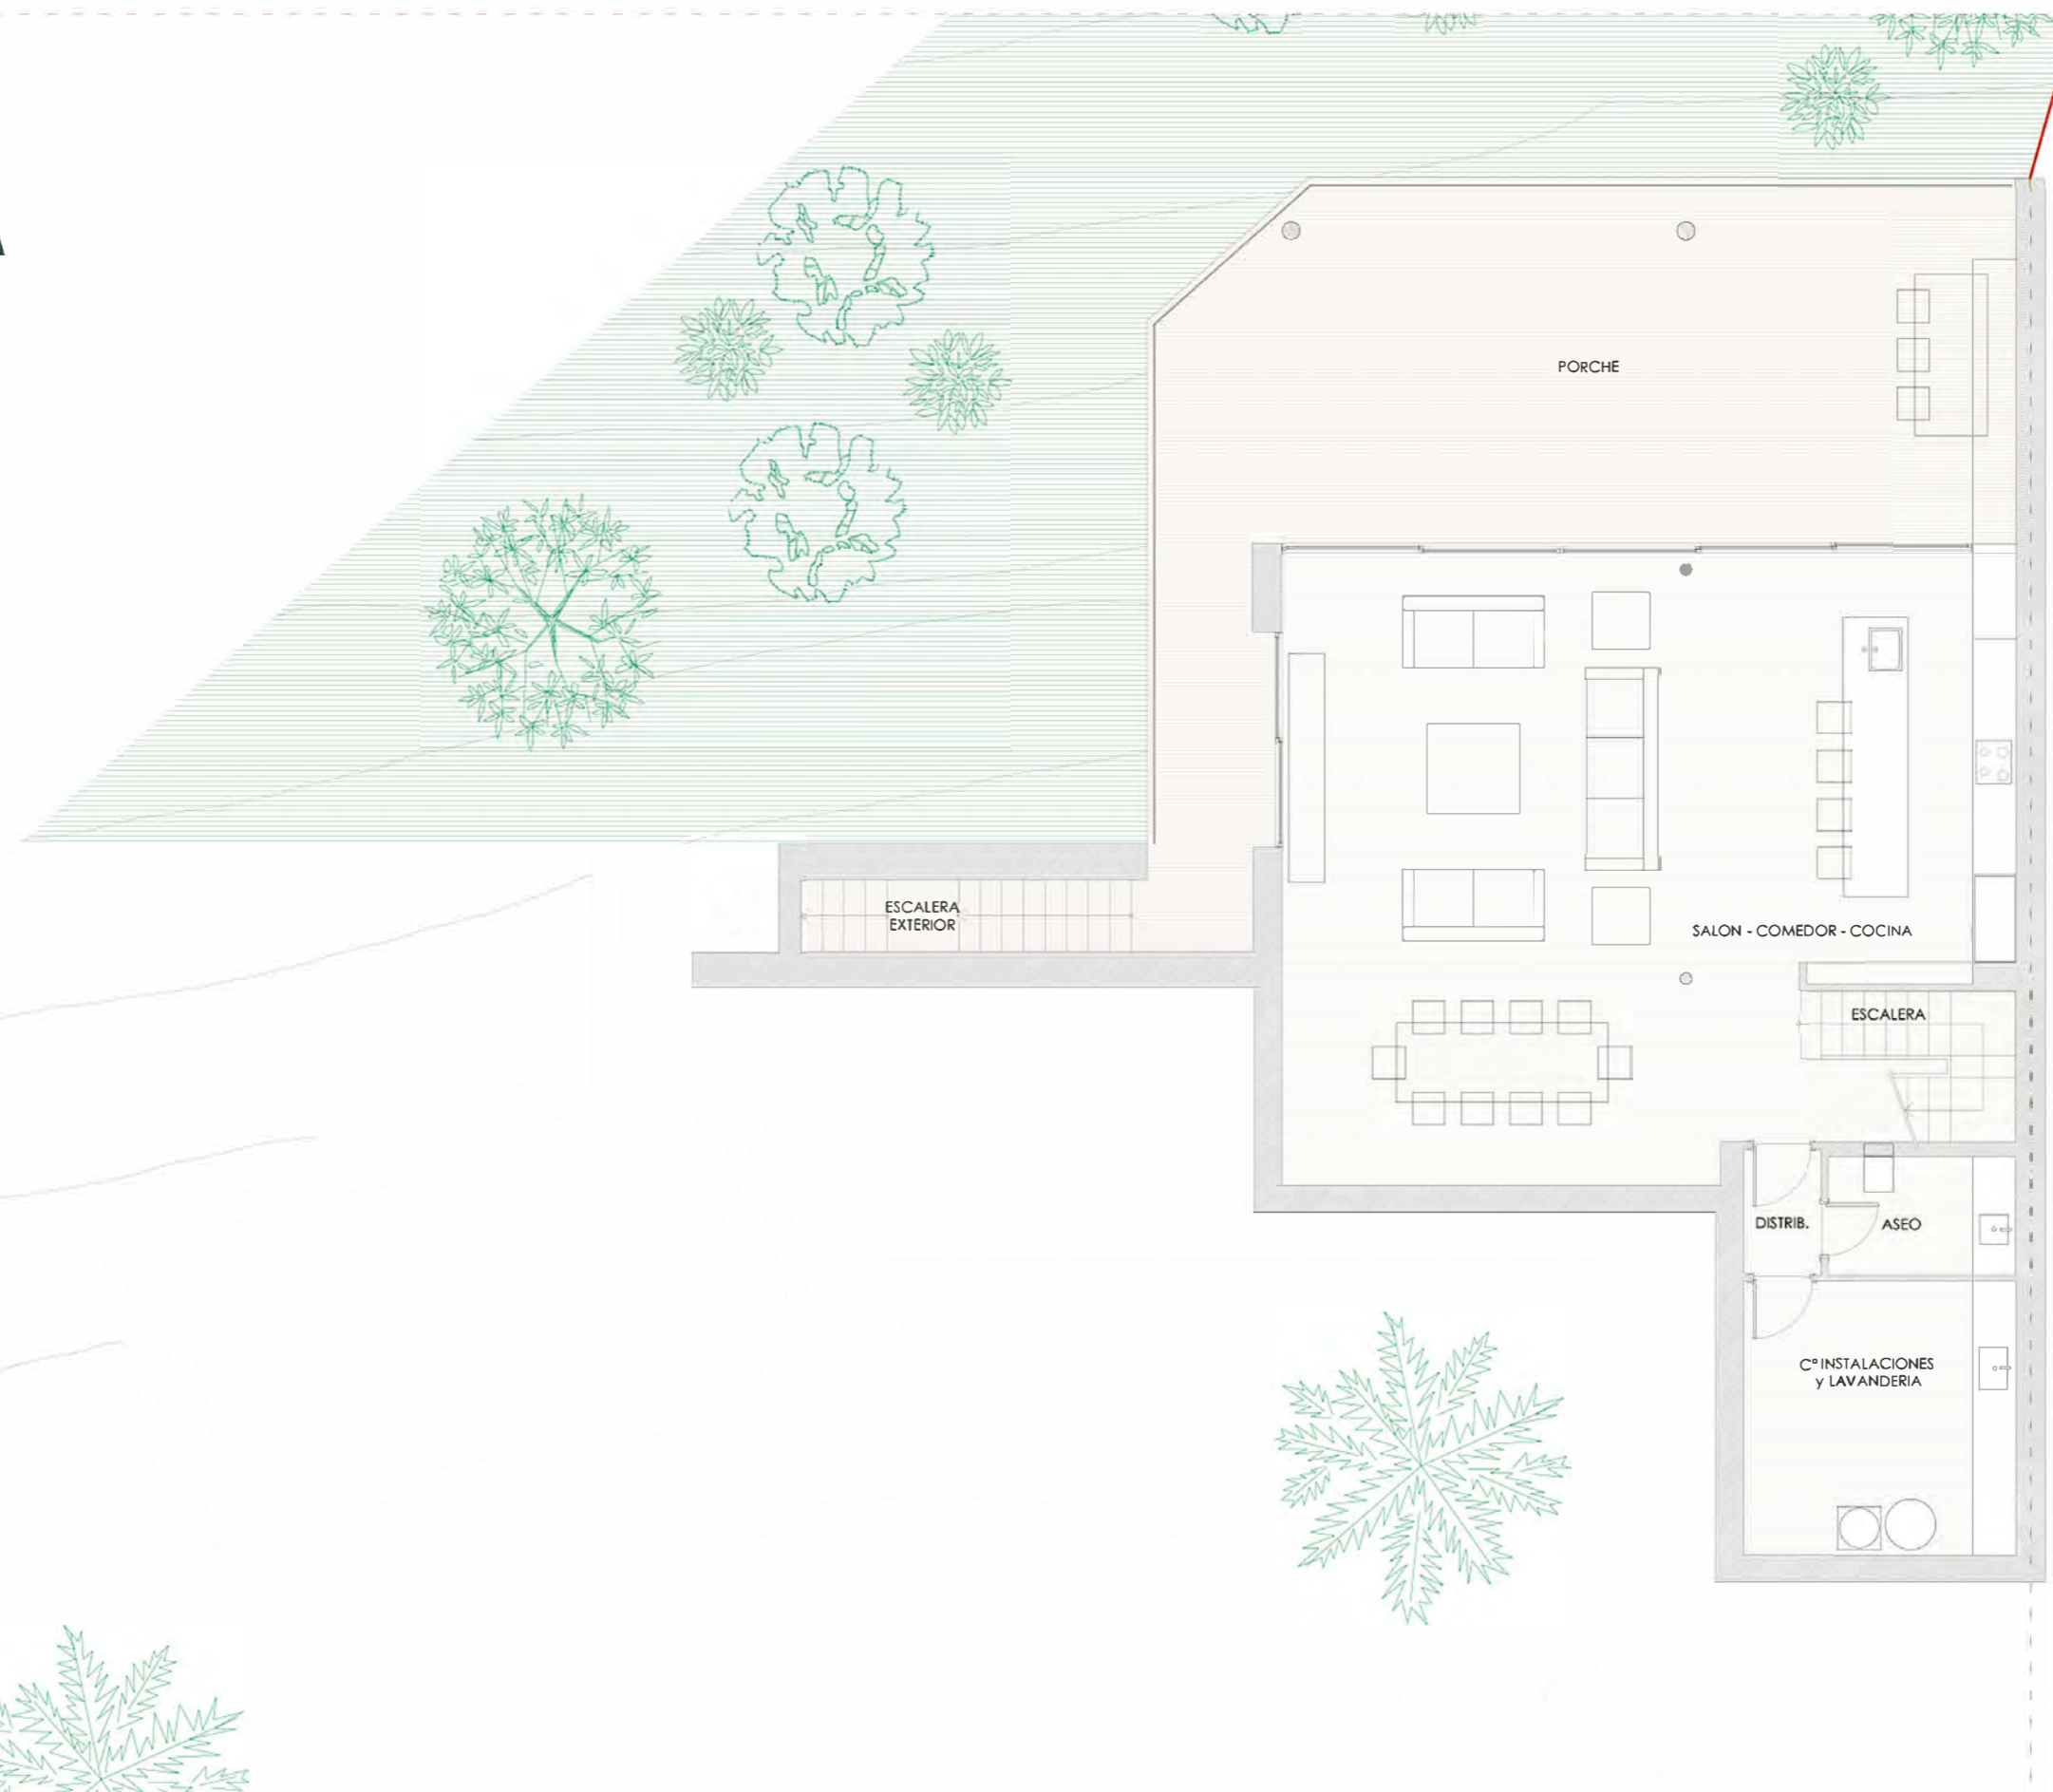 PORCHE
ESCALERA
EXTERIOR
SALON - COMEDOR - COCINA
ESCALERA
DISTRIB.
ASEO
Cº INSTALACIONES
y LAVANDERIA